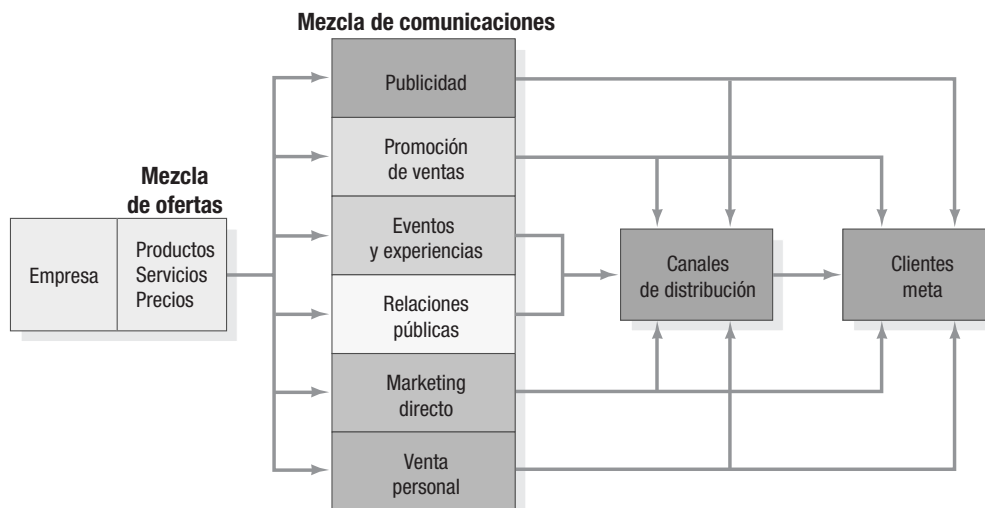 Mezcla de comunicaciones
Publicidad
Promoción
de ventas
Mezcla
de ofertas
Eventos
y experiencias
Empresa
Productos
Servicios
Precios
Canales
de distribución
Clientes
meta
Relaciones
públicas
Marketing
directo
Venta
personal